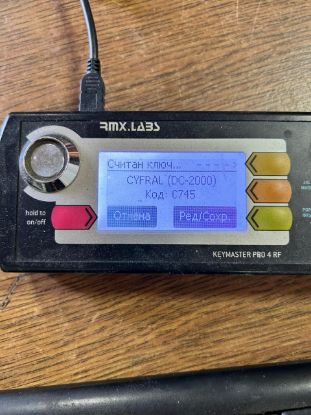 RMX.LABS
Считан ключ...
CYFRAL (DC-2000)
Код: C745
hold to
on/off
Отмена
Ред/Сохр.
KEYMASTER PRO 4 RF